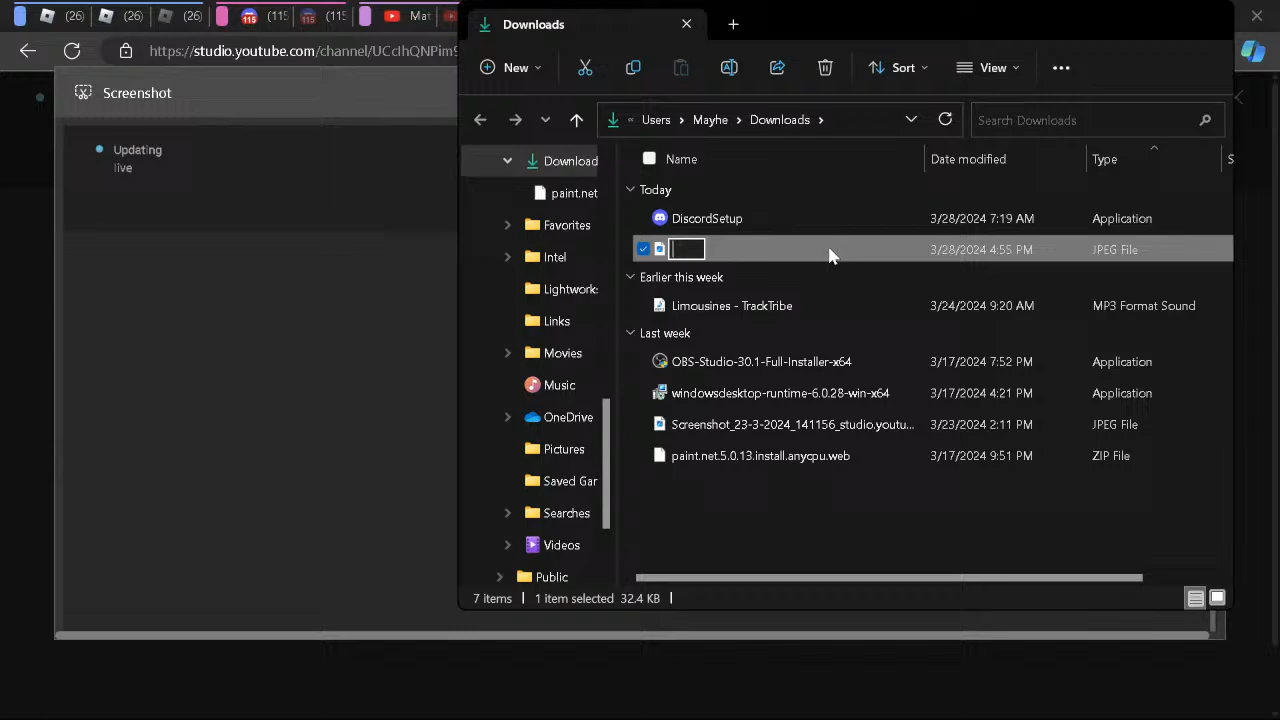 (26) (26) (26) (115 (115 Mat
Downloads
https://studio.youtube.com/channel/UCclhQNPim9
New Sort View
Screenshot
« Users Mayhe Downloads Search Downloads
Updating
live
Download
paint.net
Favorites
Intel
Lightworks
Links
Movies
Music
OneDrive
Pictures
Saved Gar
Searches
Videos
Public
Name Date modified Type S
Today
DiscordSetup 3/28/2024 7:19 AM Application
3/28/2024 4:55 PM JPEG File
Earlier this week
Limousines - TrackTribe 3/24/2024 9:20 AM MP3 Format Sound
Last week
OBS-Studio-30.1-Full-Installer-x64 3/17/2024 7:52 PM Application
windowsdesktop-runtime-6.0.28-win-x64 3/17/2024 4:21 PM Application
Screenshot_23-3-2024_141156_studio.youtu... 3/23/2024 2:11 PM JPEG File
paint.net.5.0.13.install.anycpu.web 3/17/2024 9:51 PM ZIP File
7 items 1 item selected 32.4 KB